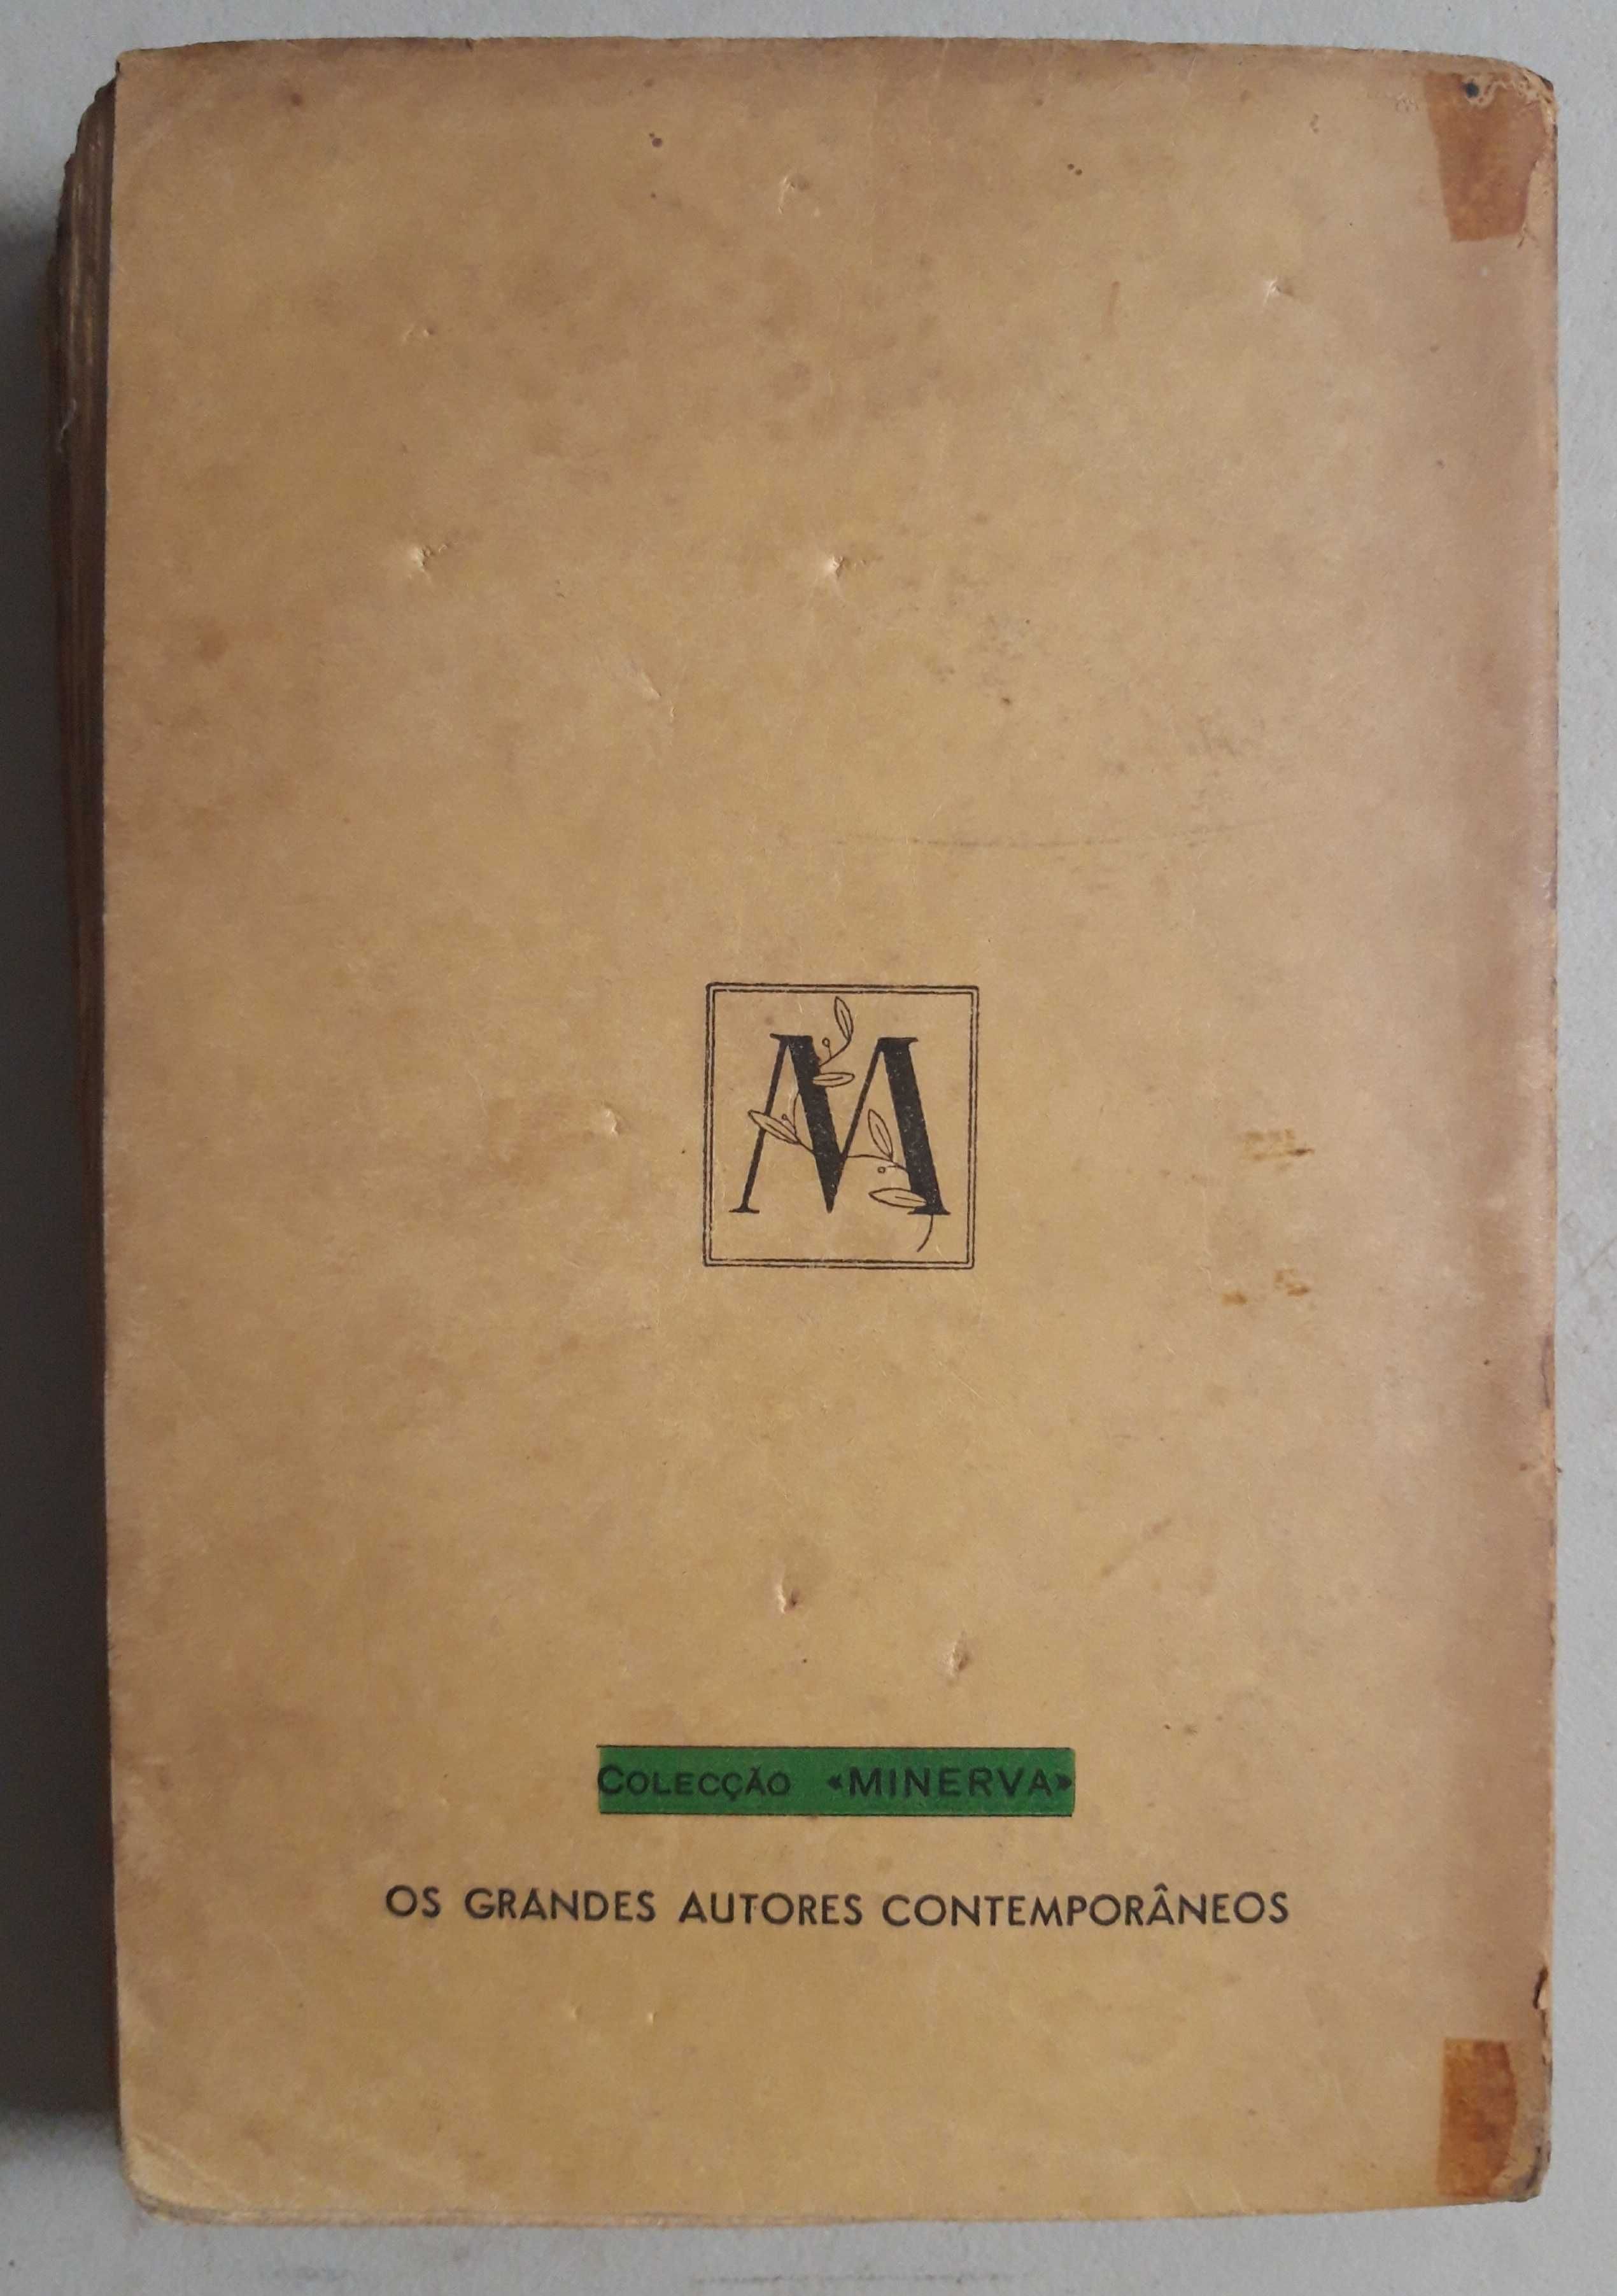 M
COLECÇÃO «MINERVA»
OS GRANDES AUTORES CONTEMPORÂNEOS